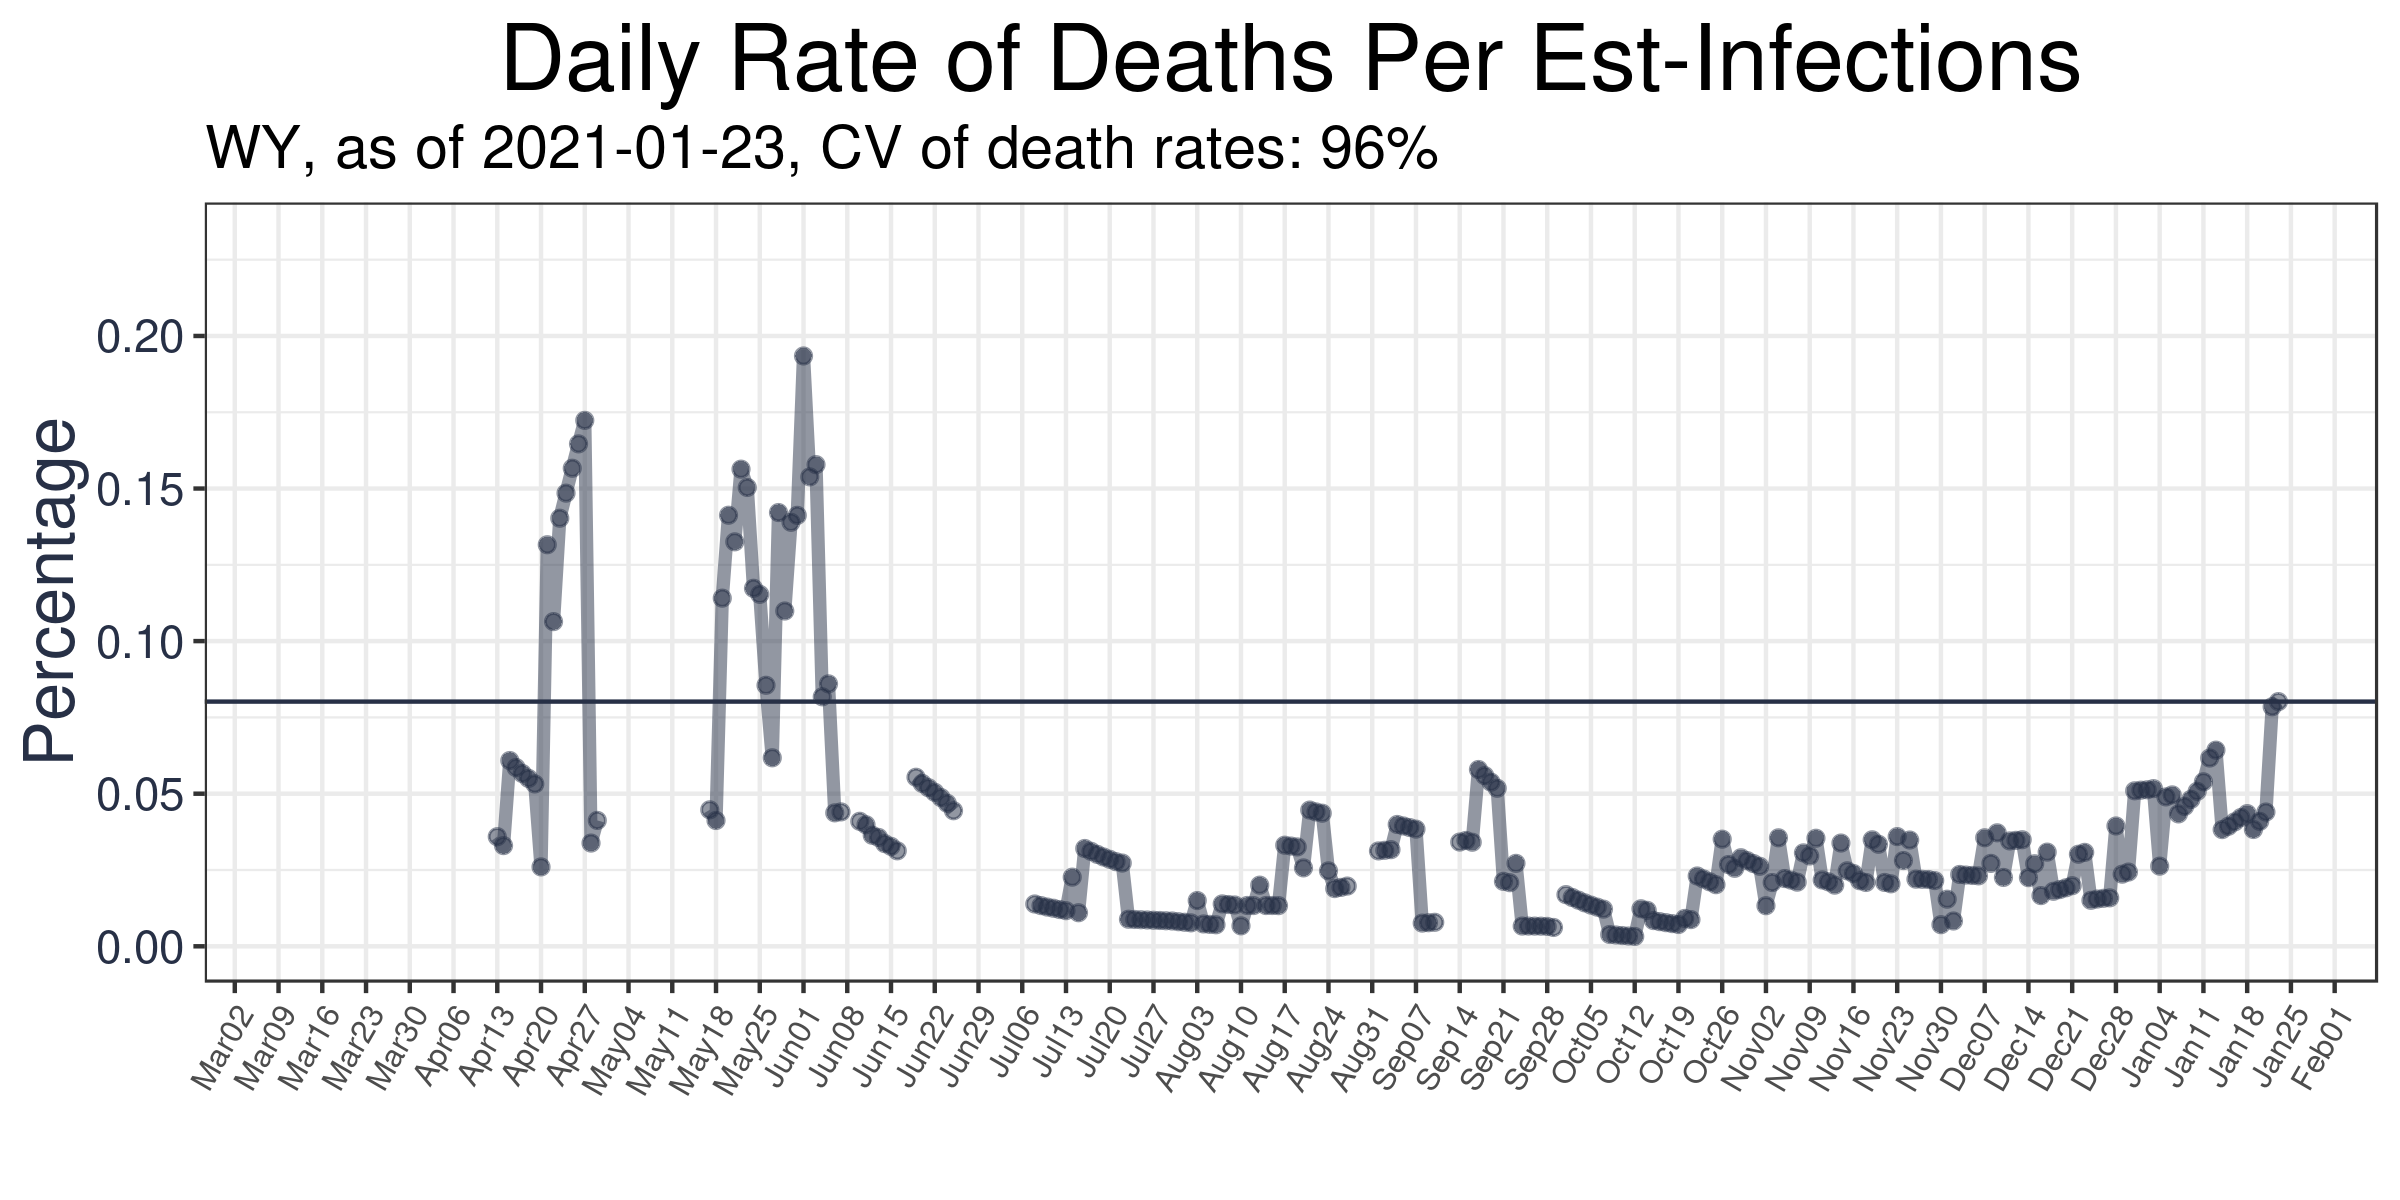 Daily Rate of Deaths Per Est-Infections
WY, as of 2021-01-23, CV of death rates: 96%
Percentage
0.20
0.15
0.10
0.05
0.00
Mar02 Mar09 Mar16 Mar23 Mar30 Apr06 Apr13 Apr20 Apr27 May04 May11 May18 May25 Jun01 Jun08 Jun15 Jun22 Jun29 Jul06 Jul13 Jul20 Jul27 Aug03 Aug10 Aug17 Aug24 Aug31 Sep07 Sep14 Sep21 Sep28 Oct05 Oct12 Oct19 Oct26 Nov02 Nov09 Nov16 Nov23 Nov30 Dec07 Dec14 Dec21 Dec28 Jan04 Jan11 Jan18 Jan25 Feb01